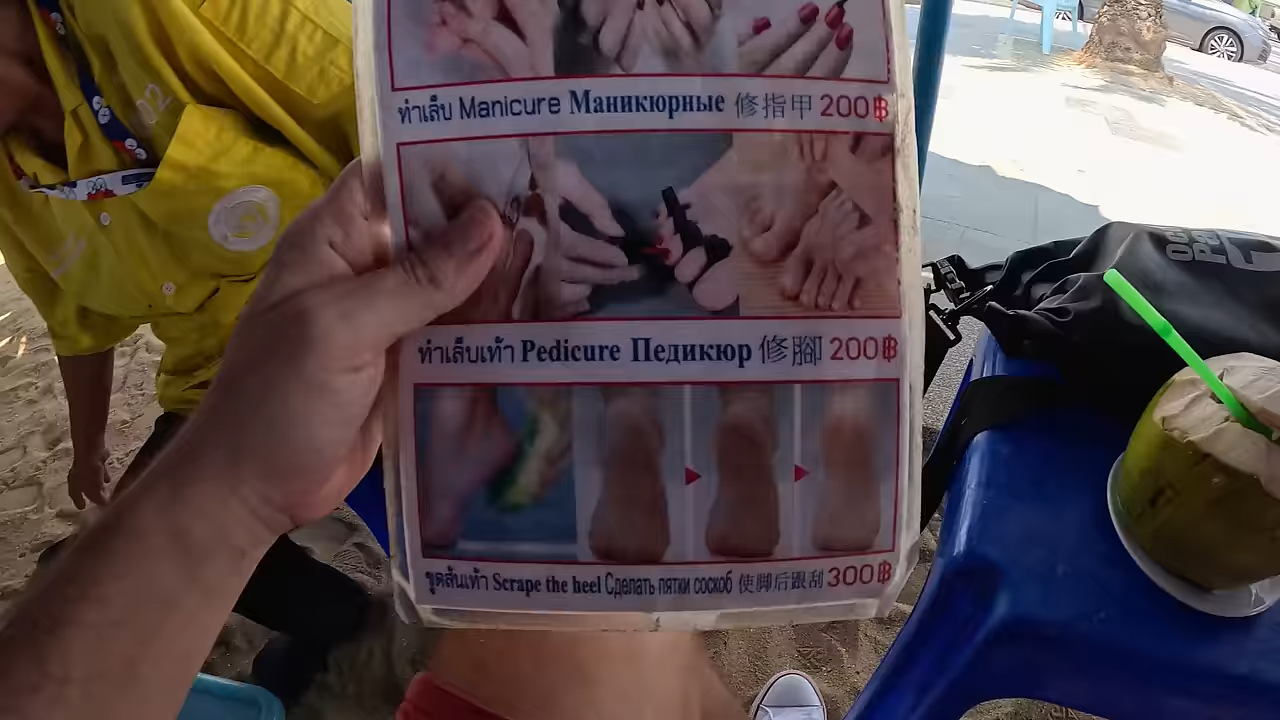 ทำเล็บ Manicure Маникюрные 修指甲 200฿
ทำเล็บเท้า Pedicure Педикюр 修腳 200฿
ขูดส้นเท้า Scrape the heel Сделать пятки соскоб 使脚后跟刮 300฿
02